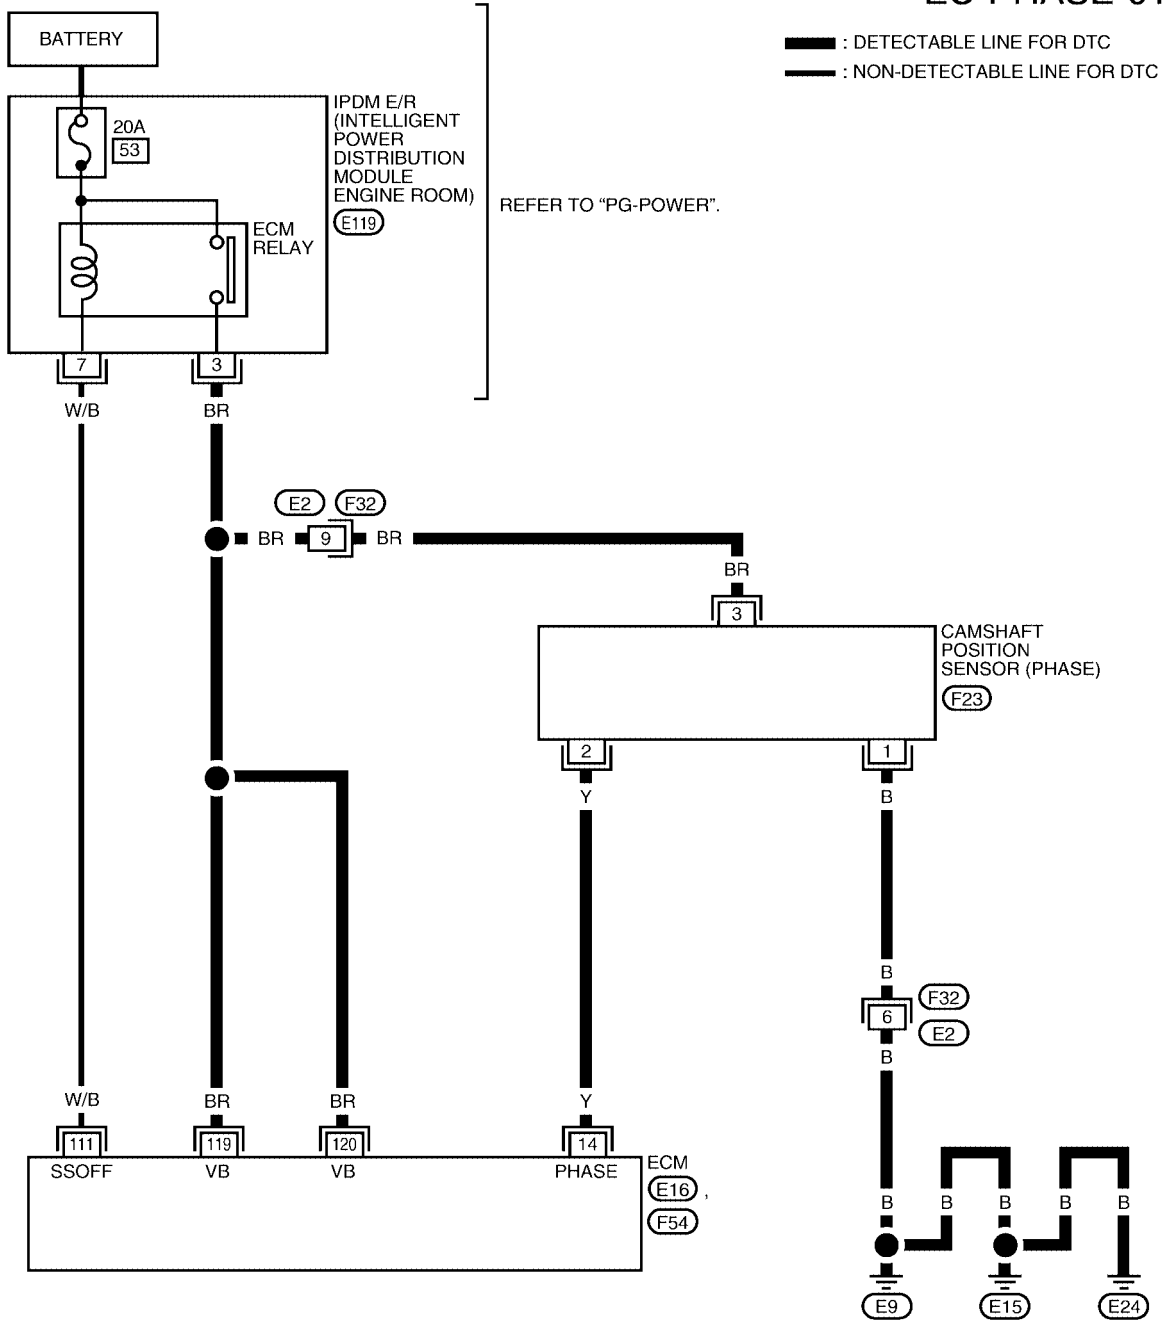 BATTERY
: DETECTABLE LINE FOR DTC
: NON-DETECTABLE LINE FOR DTC
20A
53
IPDM E/R
(INTELLIGENT
POWER
DISTRIBUTION
MODULE
ENGINE ROOM)
E119
REFER TO “PG-POWER”.
ECM
RELAY
7
3
W/B
BR
E2
F32
BR
9
BR
BR
3
CAMSHAFT
POSITION
SENSOR (PHASE)
F23
2
1
Y
B
B
F32
6
E2
B
W/B
BR
BR
Y
111
119
120
14
SSOFF
VB
VB
PHASE
ECM
E16 ,
F54
B
B
B
B
B
E9
E15
E24